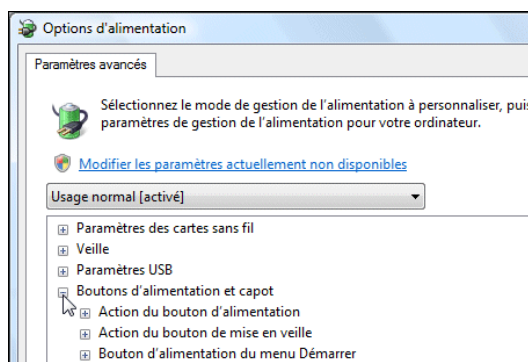 Options d'alimentation
Paramètres avancés
Sélectionnez le mode de gestion de l'alimentation à personnaliser, puis
paramètres de gestion de l'alimentation pour votre ordinateur.
Modifier les paramètres actuellement non disponibles
Usage normal [activé]
Paramètres des cartes sans fil
Veille
Paramètres USB
Boutons d'alimentation et capot
Action du bouton d'alimentation
Action du bouton de mise en veille
Bouton d'alimentation du menu Démarrer